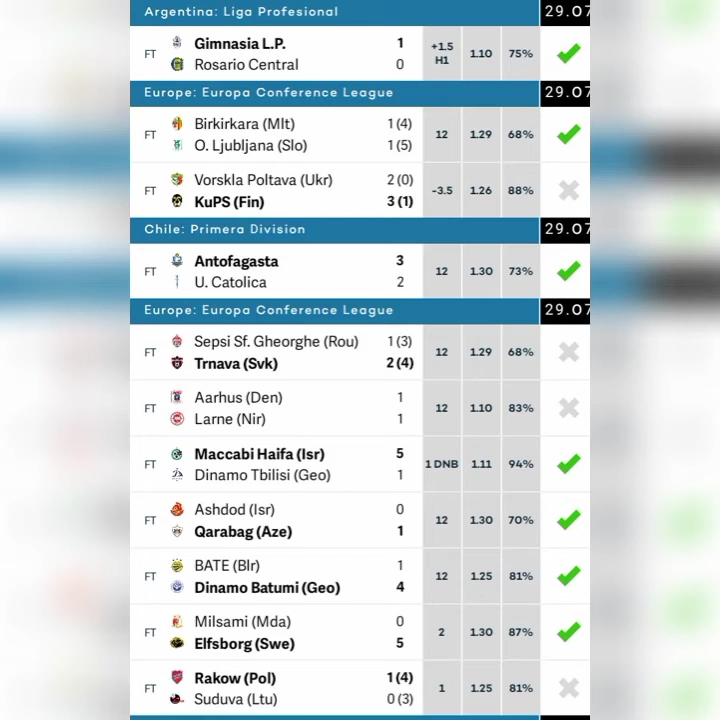 Argentina: Liga Profesional 29.07
FT Gimnasia L.P. 1 +1.5 H1 1.10 75%
Rosario Central 0
Europe: Europa Conference League 29.07
FT Birkirkara (Mlt) 1 (4) 12 1.29 68%
O. Ljubljana (Slo) 1 (5)
FT Vorskla Poltava (Ukr) 2 (0) -3.5 1.26 88%
KuPS (Fin) 3 (1)
Chile: Primera Division 29.07
FT Antofagasta 3 12 1.30 73%
U. Catolica 2
Europe: Europa Conference League 29.07
FT Sepsi Sf. Gheorghe (Rou) 1 (3) 12 1.29 68%
Trnava (Svk) 2 (4)
FT Aarhus (Den) 1 12 1.10 83%
Larne (Nir) 1
FT Maccabi Haifa (Isr) 5 1 DNB 1.11 94%
Dinamo Tbilisi (Geo) 1
FT Ashdod (Isr) 0 12 1.30 70%
Qarabag (Aze) 1
FT BATE (Blr) 1 12 1.25 81%
Dinamo Batumi (Geo) 4
FT Milsami (Mda) 0 2 1.30 87%
Elfsborg (Swe) 5
FT Rakow (Pol) 1 (4) 1 1.25 81%
Suduva (Ltu) 0 (3)